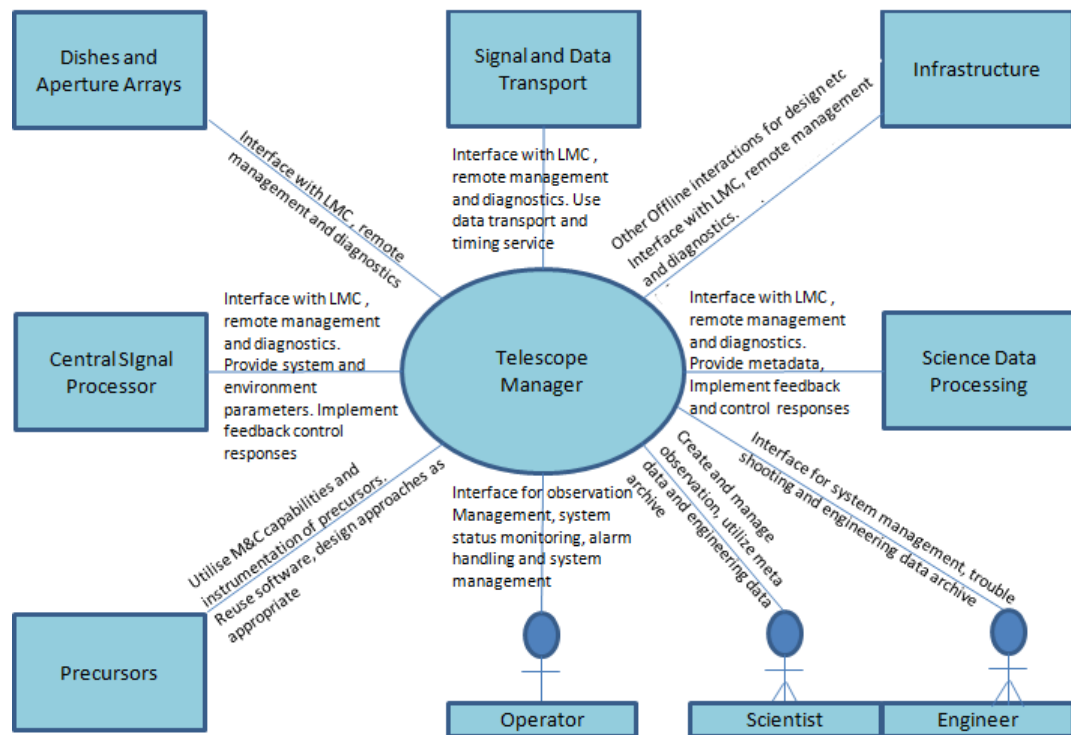 Dishes and
Aperture Arrays
Signal and Data
Transport
Infrastructure
Interface with LMC , remote
management and diagnostics
Interface with LMC ,
remote management
and diagnostics. Use
data transport and
timing service
Other Offline interactions for design etc
Interface with LMC, remote management
and diagnostics.
Central SIgnal
Processor
Interface with LMC ,
remote management
and diagnostics.
Provide system and
environment
parameters. Implement
feedback control
responses
Telescope
Manager
Interface with LMC ,
remote management
and diagnostics.
Provide metadata,
Implement feedback
and control responses
Science Data
Processing
Utilise M&C capabilities and
instrumentation of precursors.
Reuse software, design approaches as
appropriate
Interface for observation
Management, system
status monitoring, alarm
handling and system
management
Create and manage
observation, utilize meta
data and engineering data
archive
Interface for system management, trouble
shooting and engineering data archive
Precursors
Operator
Scientist
Engineer